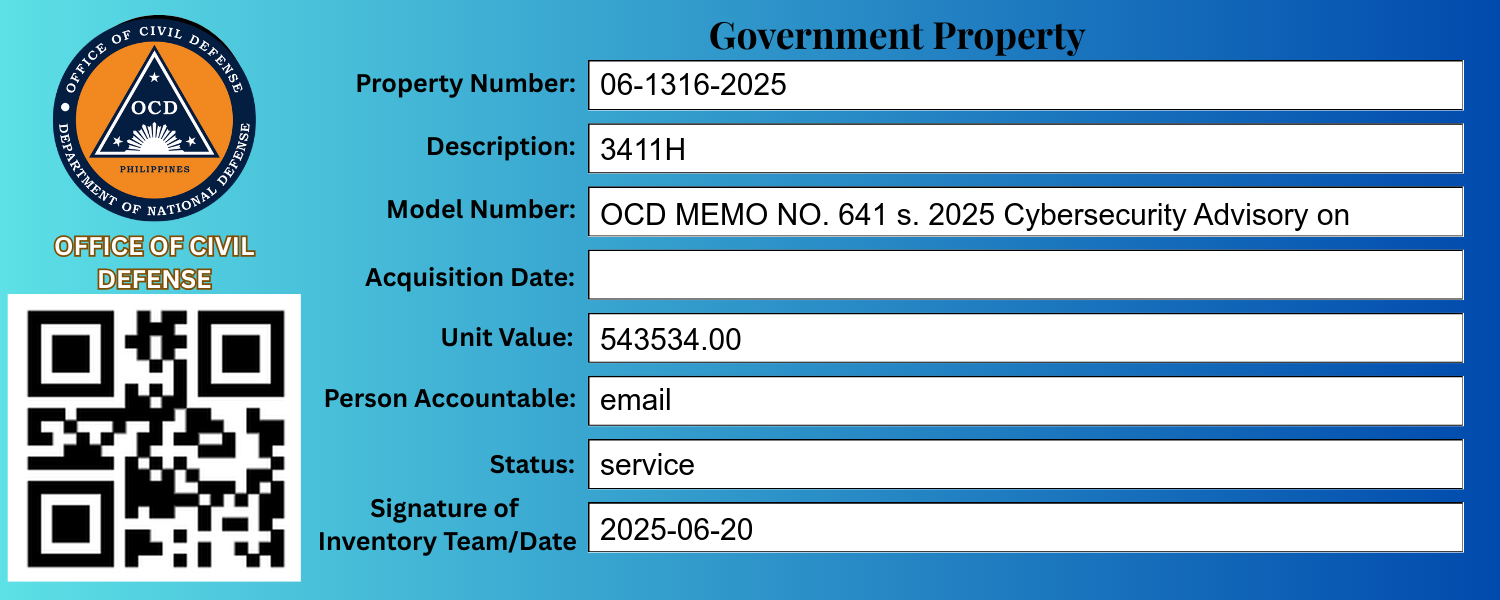 OFFICE OF CIVIL DEFENSE
DEPARTMENT OF NATIONAL DEFENSE
OCD
PHILIPPINES
OFFICE OF CIVIL
DEFENSE
Government Property
Property Number: 06-1316-2025
Description: 3411H
Model Number: OCD MEMO NO. 641 s. 2025 Cybersecurity Advisory on
Acquisition Date:
Unit Value: 543534.00
Person Accountable: email
Status: service
Signature of
Inventory Team/Date 2025-06-20